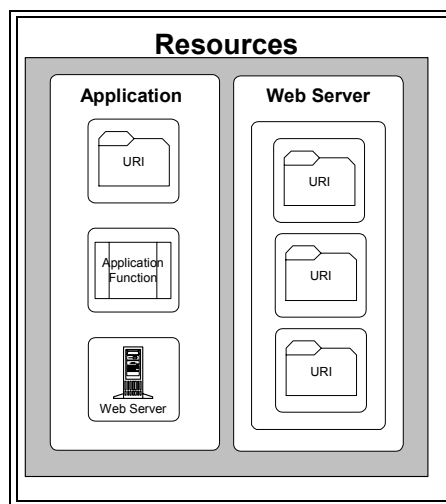 Resources
Application
URI
Application
Function
Web Server
Web Server
URI
URI
URI